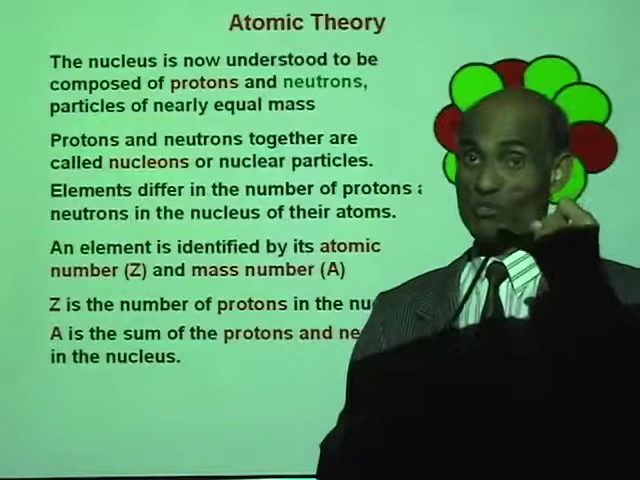 Atomic Theory
The nucleus is now understood to be
composed of protons and neutrons,
particles of nearly equal mass
Protons and neutrons together are
called nucleons or nuclear particles.
Elements differ in the number of protons
neutrons in the nucleus of their atoms.
An element is identified by its atomic
number (Z) and mass number (A)
Z is the number of protons in the nu
A is the sum of the protons and ne
in the nucleus.